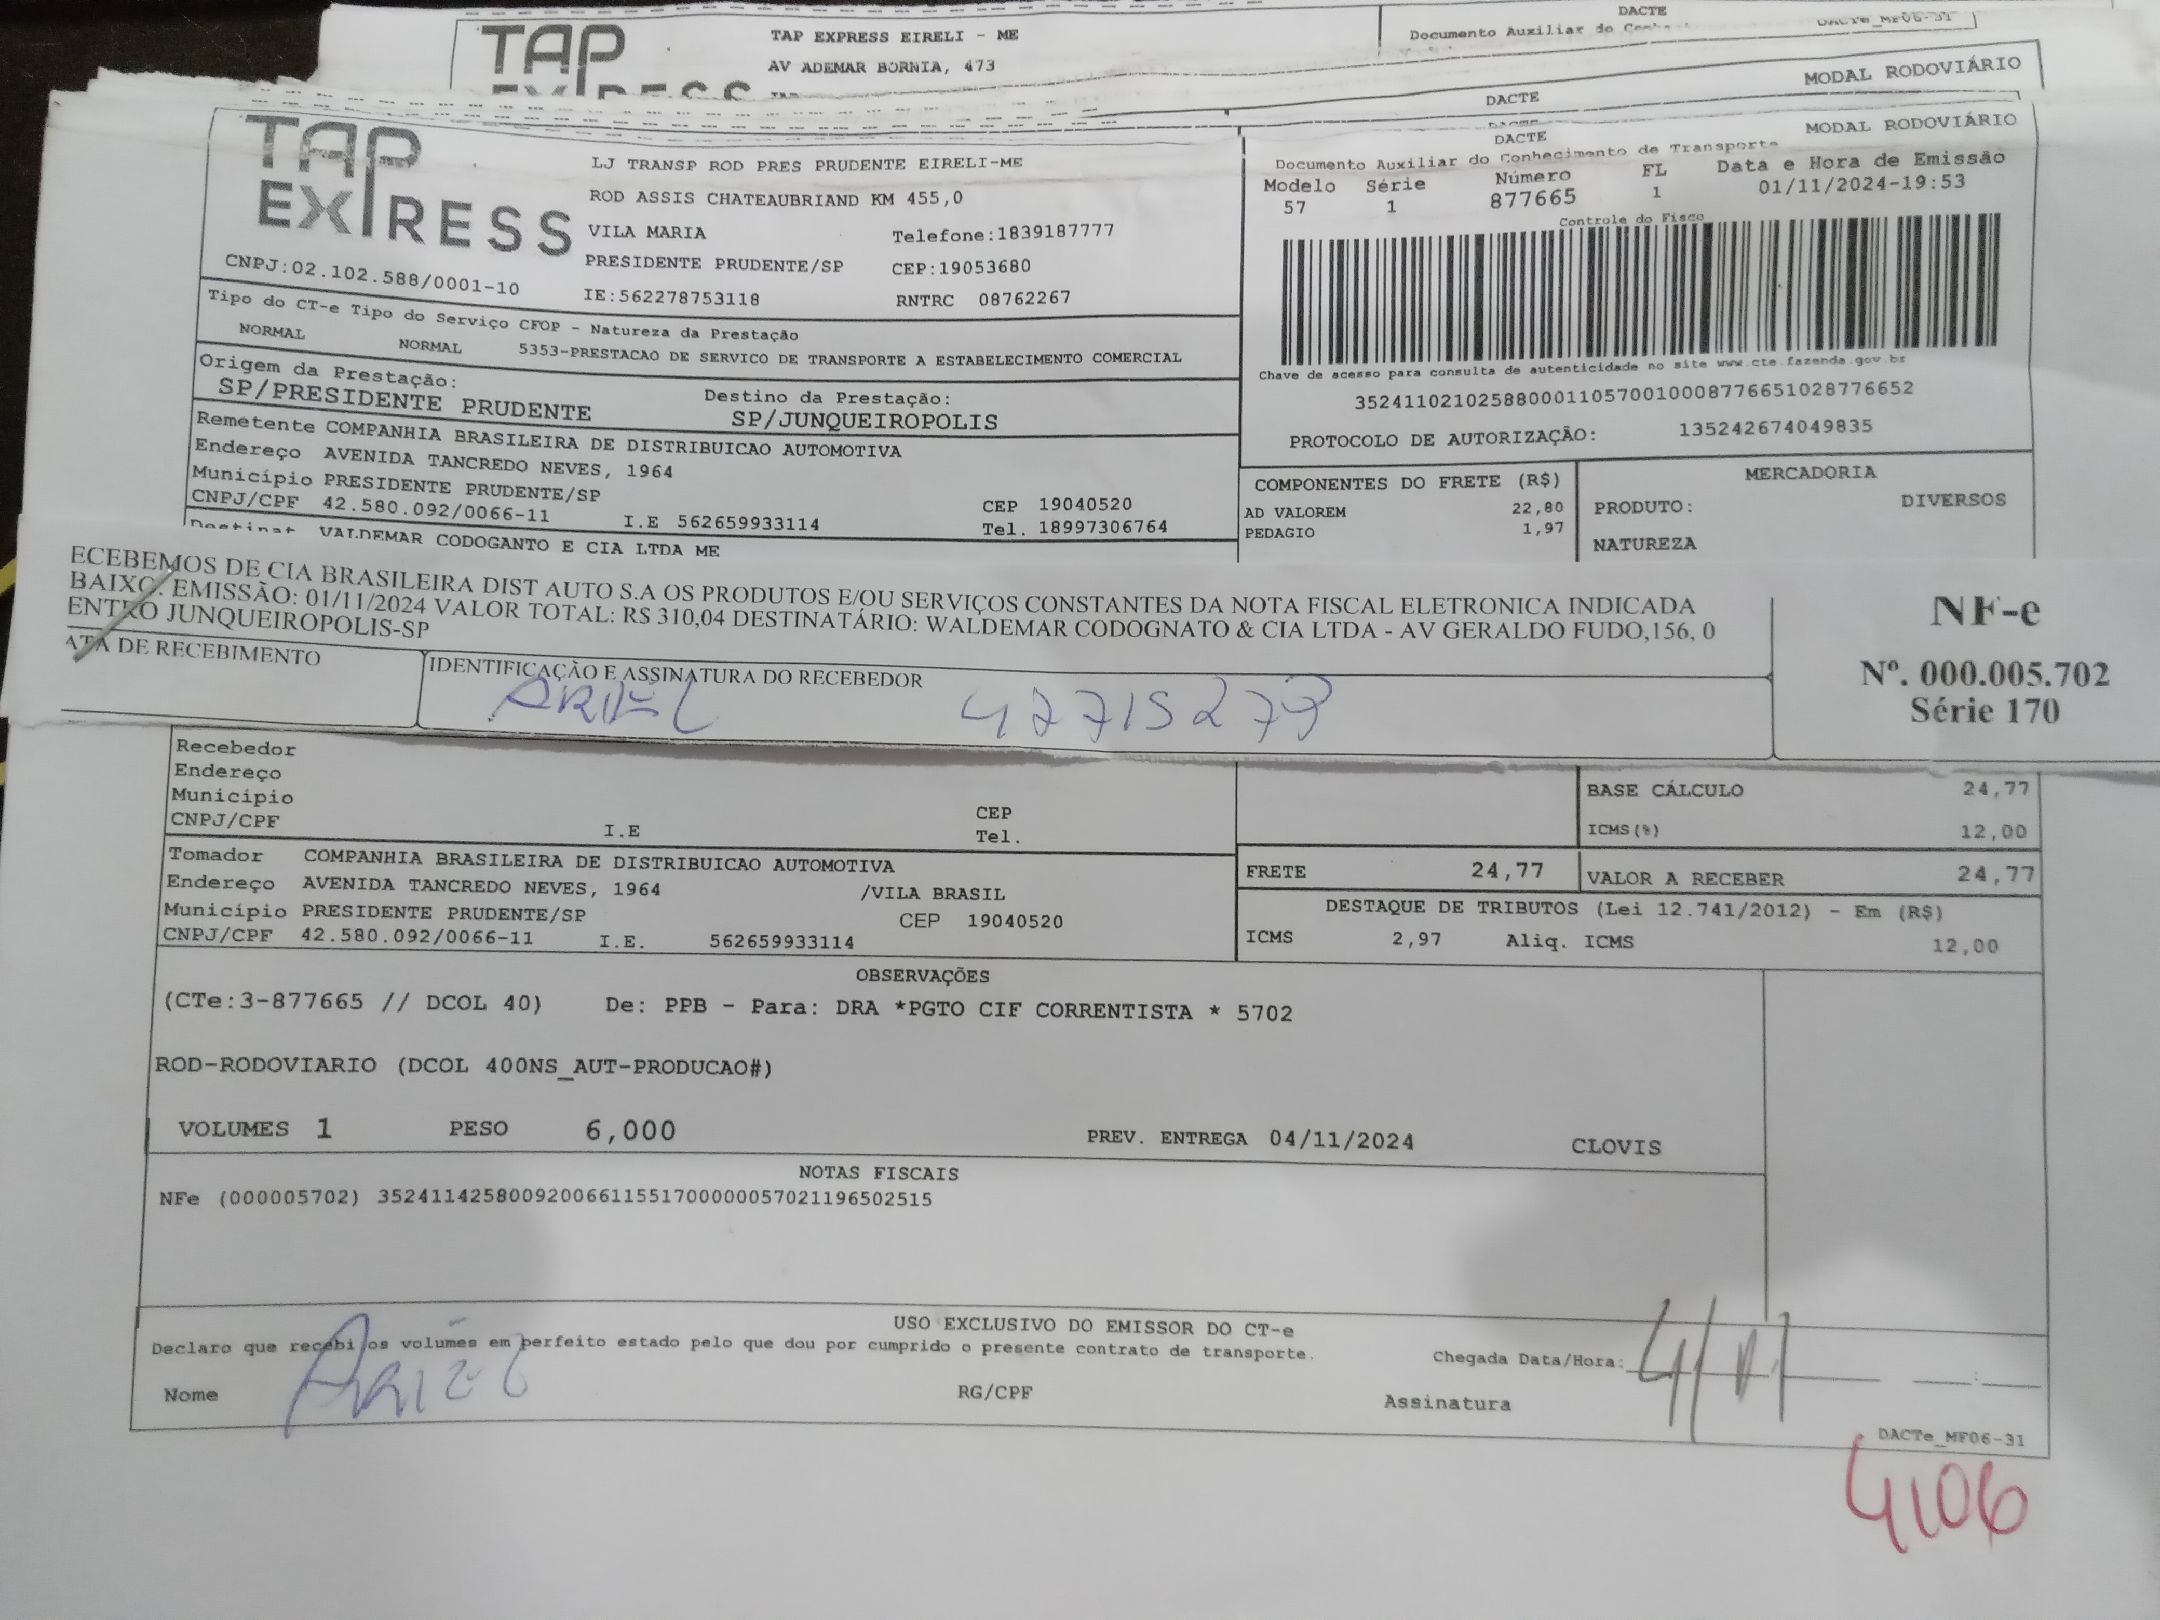 TAP
TAP EXPRESS EIRELI - ME
AV ADEMAR BORNIA, 473
DACTE
Documento Auxiliar do
DACTe_MF06-31
DACTE
MODAL RODOVIÁRIO
TAP EXPRESS
LJ TRANSP ROD PRES PRUDENTE EIRELI-ME
ROD ASSIS CHATEAUBRIAND KM 455,0
VILA MARIA Telefone:1839187777
PRESIDENTE PRUDENTE/SP CEP:19053680
CNPJ:02.102.588/0001-10 IE:562278753118 RNTRC 08762267
DACTE MODAL RODOVIÁRIO
Documento Auxiliar do Conhecimento de Transporte
Modelo Série Número FL Data e Hora de Emissão
57 1 877665 1 01/11/2024-19:53
Controle do Fisco
Chave de acesso para consulta de autenticidade no site www.cte.fazenda.gov.br
35241102102588000110570010008776651028776652
PROTOCOLO DE AUTORIZAÇÃO: 135242674049835
Tipo do CT-e Tipo do Serviço CFOP - Natureza da Prestação
NORMAL NORMAL 5353-PRESTACAO DE SERVICO DE TRANSPORTE A ESTABELECIMENTO COMERCIAL
Origem da Prestação: Destino da Prestação:
SP/PRESIDENTE PRUDENTE SP/JUNQUEIROPOLIS
Remetente COMPANHIA BRASILEIRA DE DISTRIBUICAO AUTOMOTIVA
Endereço AVENIDA TANCREDO NEVES, 1964
Município PRESIDENTE PRUDENTE/SP CEP 19040520
CNPJ/CPF 42.580.092/0066-11 I.E 562659933114 Tel. 18997306764
Destinat VALDEMAR CODOGANTO E CIA LTDA ME
COMPONENTES DO FRETE (R$)
AD VALOREM 22,80
PEDAGIO 1,97
MERCADORIA
PRODUTO: DIVERSOS
NATUREZA
ECEBEMOS DE CIA BRASILEIRA DIST AUTO S.A OS PRODUTOS E/OU SERVIÇOS CONSTANTES DA NOTA FISCAL ELETRONICA INDICADA
BAIXO. EMISSÃO: 01/11/2024 VALOR TOTAL: R$ 310,04 DESTINATÁRIO: WALDEMAR CODOGNATO & CIA LTDA - AV GERALDO FUDO,156, 0
ENTRO JUNQUEIROPOLIS-SP
ATA DE RECEBIMENTO IDENTIFICAÇÃO E ASSINATURA DO RECEBEDOR
ARIEL 42715273
NF-e
Nº. 000.005.702
Série 170
Recebedor
Endereço
Município CEP
CNPJ/CPF I.E Tel.
BASE CÁLCULO 24,77
ICMS(%) 12,00
Tomador COMPANHIA BRASILEIRA DE DISTRIBUICAO AUTOMOTIVA
Endereço AVENIDA TANCREDO NEVES, 1964 /VILA BRASIL
Município PRESIDENTE PRUDENTE/SP CEP 19040520
CNPJ/CPF 42.580.092/0066-11 I.E. 562659933114
FRETE 24,77 VALOR A RECEBER 24,77
DESTAQUE DE TRIBUTOS (Lei 12.741/2012) - Em (R$)
ICMS 2,97 Aliq. ICMS 12,00
OBSERVAÇÕES
(CTe:3-877665 // DCOL 40) De: PPB - Para: DRA *PGTO CIF CORRENTISTA * 5702
ROD-RODOVIARIO (DCOL 400NS_AUT-PRODUCAO#)
VOLUMES 1 PESO 6,000 PREV. ENTREGA 04/11/2024 CLOVIS
NOTAS FISCAIS
NFe (000005702) 35241142580092006611551700000057021196502515
USO EXCLUSIVO DO EMISSOR DO CT-e
Declaro que recebi os volumes em perfeito estado pelo que dou por cumprido o presente contrato de transporte.
Chegada Data/Hora: 4/11
Nome ARIEL RG/CPF Assinatura
DACTe_MF06-31
4106